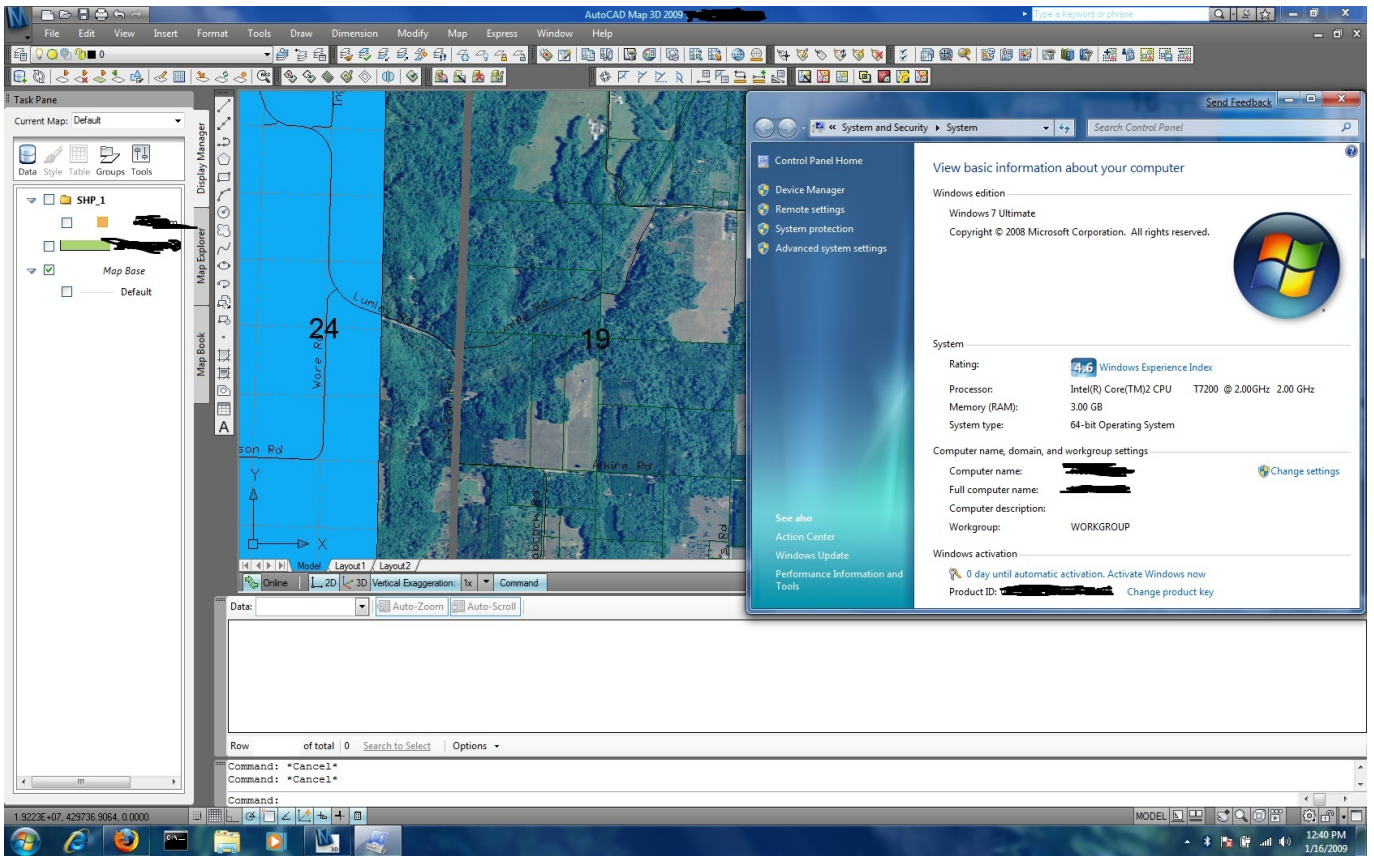 AutoCAD Map 3D 2009
Type a keyword or phrase
File Edit View Insert Format Tools Draw Dimension Modify Map Express Window Help
0
Task Pane
Current Map: Default
Data Style Table Groups Tools
Display Manager
Map Explorer
Map Book
SHP_1
Map Base
Default
A
Lumley Rd
24
Ware Rd
19
son Rd
Alkire Rd
Y
X
Model Layout1 Layout2
Online 2D 3D Vertical Exaggeration: 1x Command
Data: Auto-Zoom Auto-Scroll
Row of total 0 Search to Select Options
Command: *Cancel*
Command: *Cancel*
Command:
1.9223E+07, 429736.9064, 0.0000
MODEL
12:40 PM
1/16/2009
Send Feedback
« System and Security System
Search Control Panel
Control Panel Home
Device Manager
Remote settings
System protection
Advanced system settings
See also
Action Center
Windows Update
Performance Information and
Tools
View basic information about your computer
Windows edition
Windows 7 Ultimate
Copyright © 2008 Microsoft Corporation. All rights reserved.
System
Rating: 4.6 Windows Experience Index
Processor: Intel(R) Core(TM)2 CPU T7200 @ 2.00GHz 2.00 GHz
Memory (RAM): 3.00 GB
System type: 64-bit Operating System
Computer name, domain, and workgroup settings
Computer name:
Change settings
Full computer name:
Computer description:
Workgroup: WORKGROUP
Windows activation
0 day until automatic activation. Activate Windows now
Product ID:
Change product key